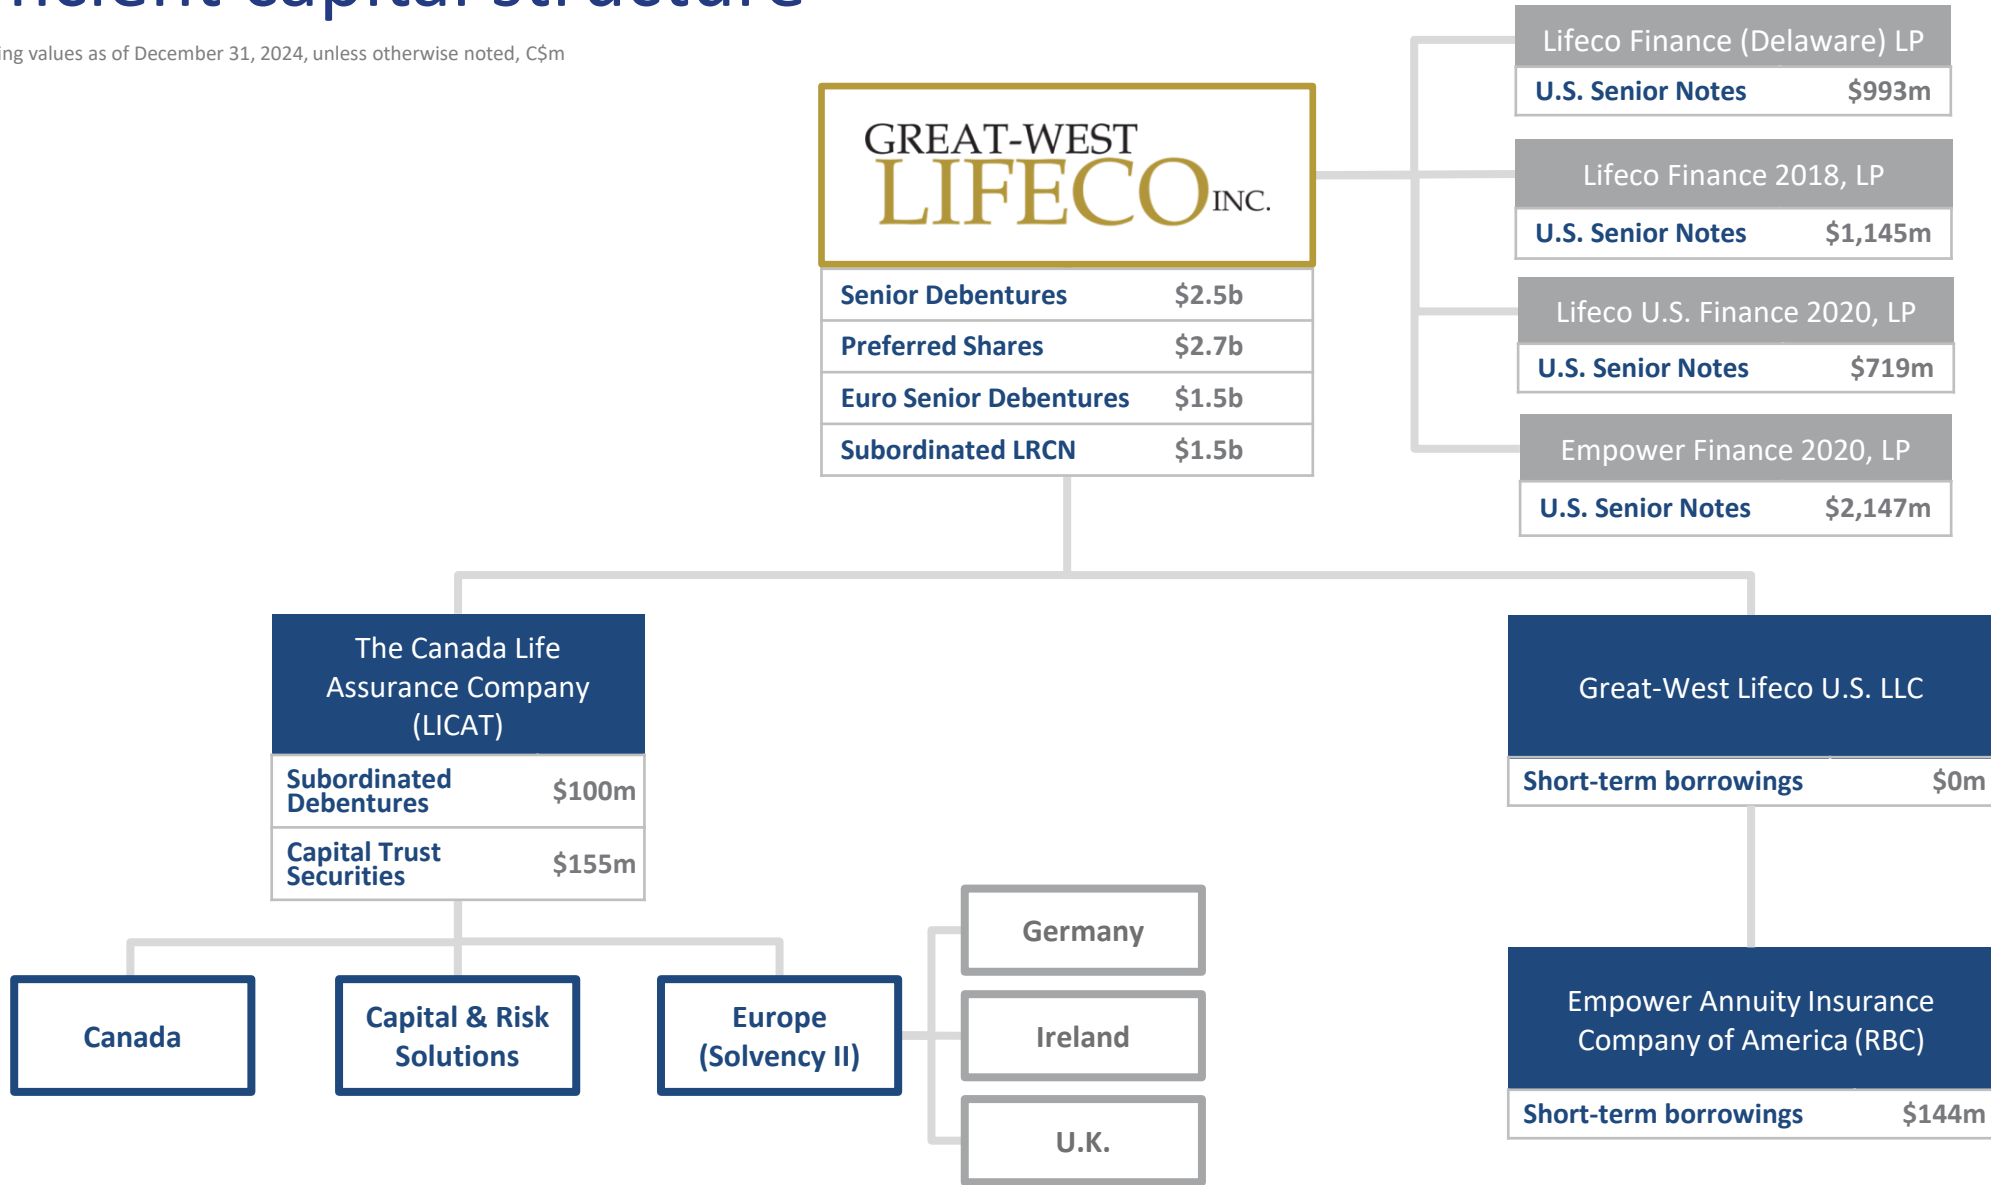 capital structure
values as of December 31, 2024, unless otherwise noted, C$m
GREAT-WEST
LIFECO INC.
Senior Debentures $2.5b
Preferred Shares $2.7b
Euro Senior Debentures $1.5b
Subordinated LRCN $1.5b
Lifeco Finance (Delaware) LP
U.S. Senior Notes $993m
Lifeco Finance 2018, LP
U.S. Senior Notes $1,145m
Lifeco U.S. Finance 2020, LP
U.S. Senior Notes $719m
Empower Finance 2020, LP
U.S. Senior Notes $2,147m
The Canada Life
Assurance Company
(LICAT)
Subordinated
Debentures $100m
Capital Trust
Securities $155m
Great-West Lifeco U.S. LLC
Short-term borrowings $0m
Canada
Capital & Risk
Solutions
Europe
(Solvency II)
Germany
Ireland
U.K.
Empower Annuity Insurance
Company of America (RBC)
Short-term borrowings $144m